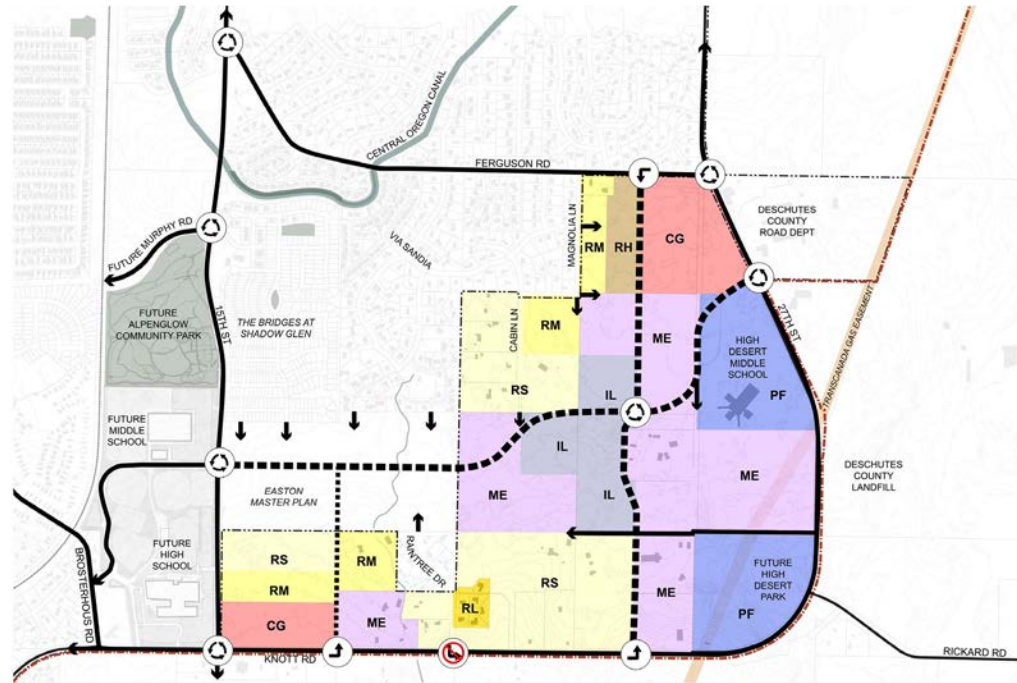 CENTRAL OREGON CANAL
FERGUSON RD
DESCHUTES
COUNTY
ROAD DEPT
FUTURE MURPHY RD
VIA SANDIA
MAGNOLIA LN
RM
RH
CG
FUTURE
ALPENGLOW
COMMUNITY PARK
15TH ST
THE BRIDGES AT
SHADOW GLEN
CABIN LN
RM
ME
27TH ST
TRANSCANADA GAS EASEMENT
HIGH
DESERT
MIDDLE
SCHOOL
PF
RS
IL
FUTURE
MIDDLE
SCHOOL
IL
ME
DESCHUTES
COUNTY
LANDFILL
EASTON
MASTER PLAN
ME
IL
BROSTERHOUS RD
FUTURE
HIGH
SCHOOL
RS
RM
RAINTREE DR
RS
RM
ME
FUTURE HIGH
DESERT PARK
PF
RL
CG
ME
KNOTT RD
RICKARD RD